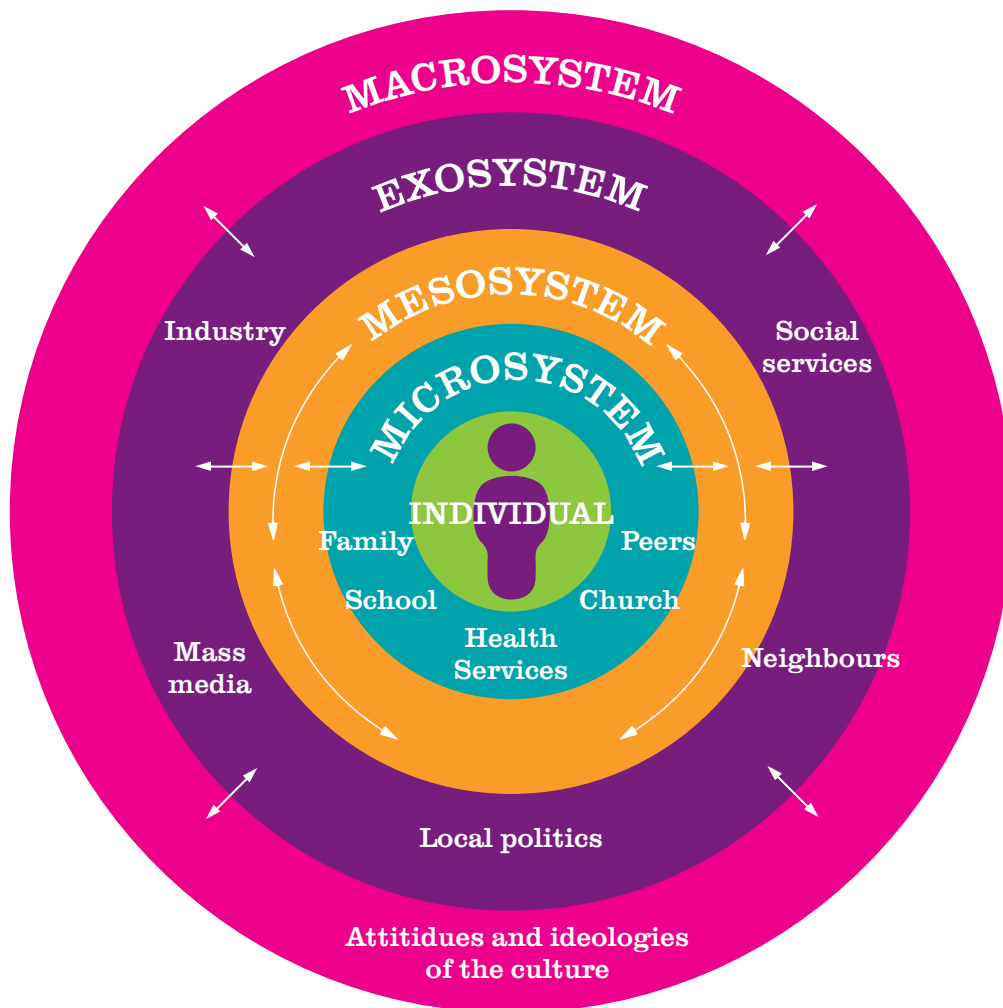 MACROSYSTEM
EXOSYSTEM
MESOSYSTEM
Industry
Social
services
MICROSYSTEM
INDIVIDUAL
Family
Peers
School
Church
Health
Services
Mass
media
Neighbours
Local politics
Attitidues and ideologies
of the culture